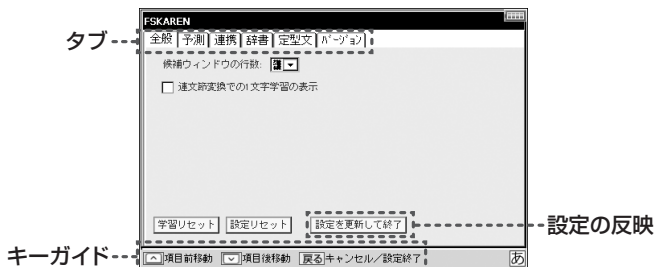 FSKAREN
タブ
全般 予測 連携 辞書 定型文 バージョン
候補ウィンドウの行数:
連文節変換での1文字学習の表示
学習リセット 設定リセット 設定を更新して終了
設定の反映
キーガイド
項目前移動 項目後移動 戻る キャンセル/設定終了 あ